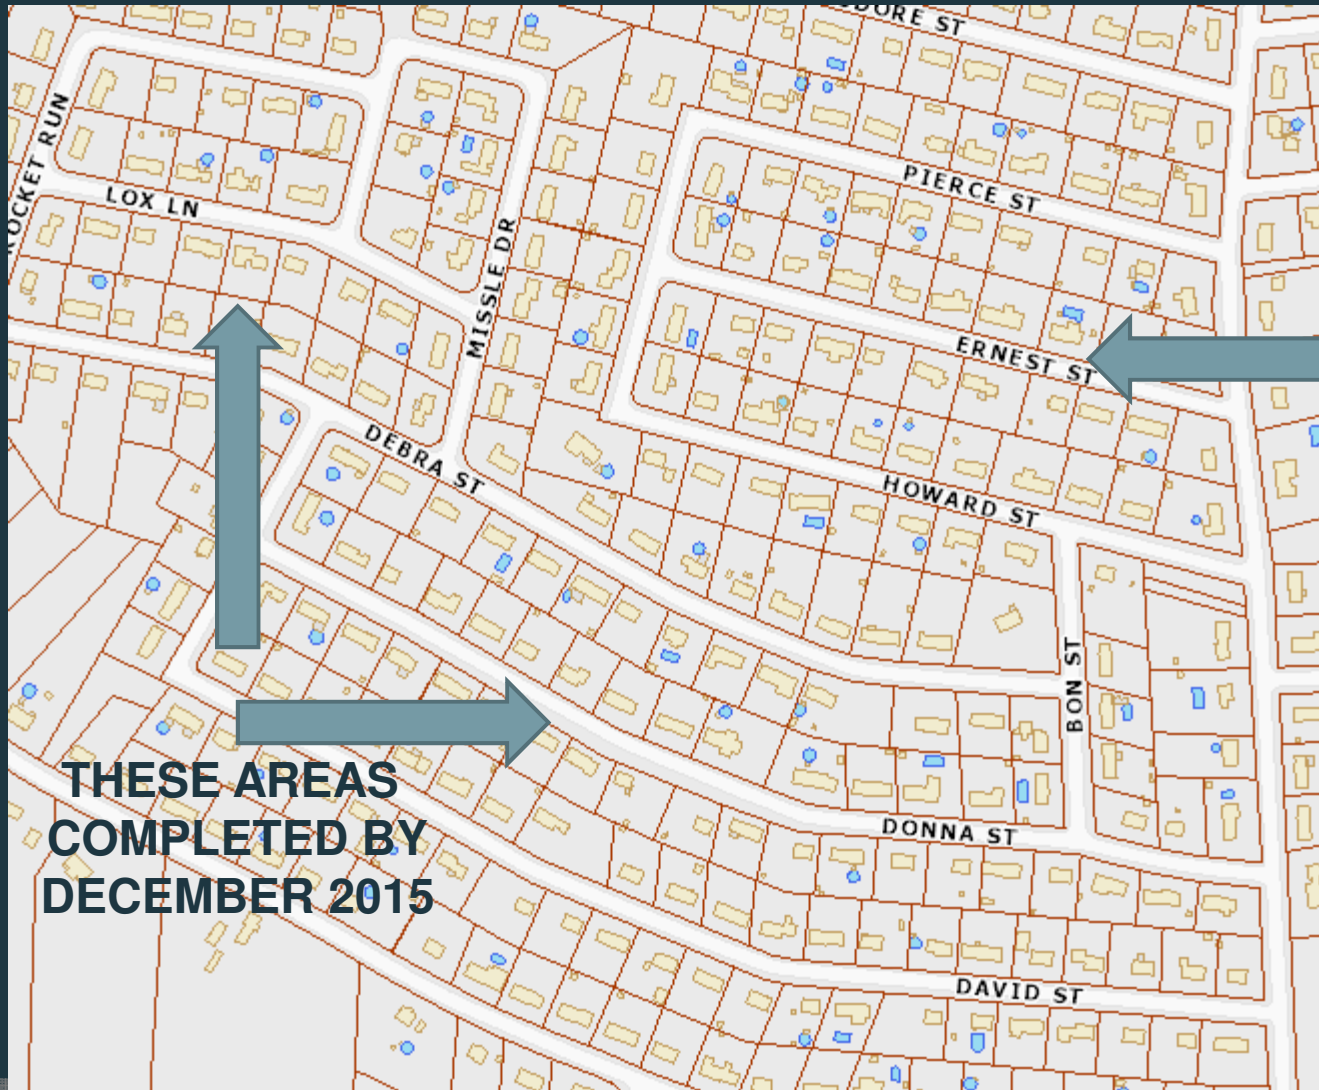 DORE ST
ROCKET RUN
LOX LN
PIERCE ST
MISSLE DR
ERNEST ST
DEBRA ST
HOWARD ST
BON ST
THESE AREAS
COMPLETED BY
DECEMBER 2015
DONNA ST
DAVID ST